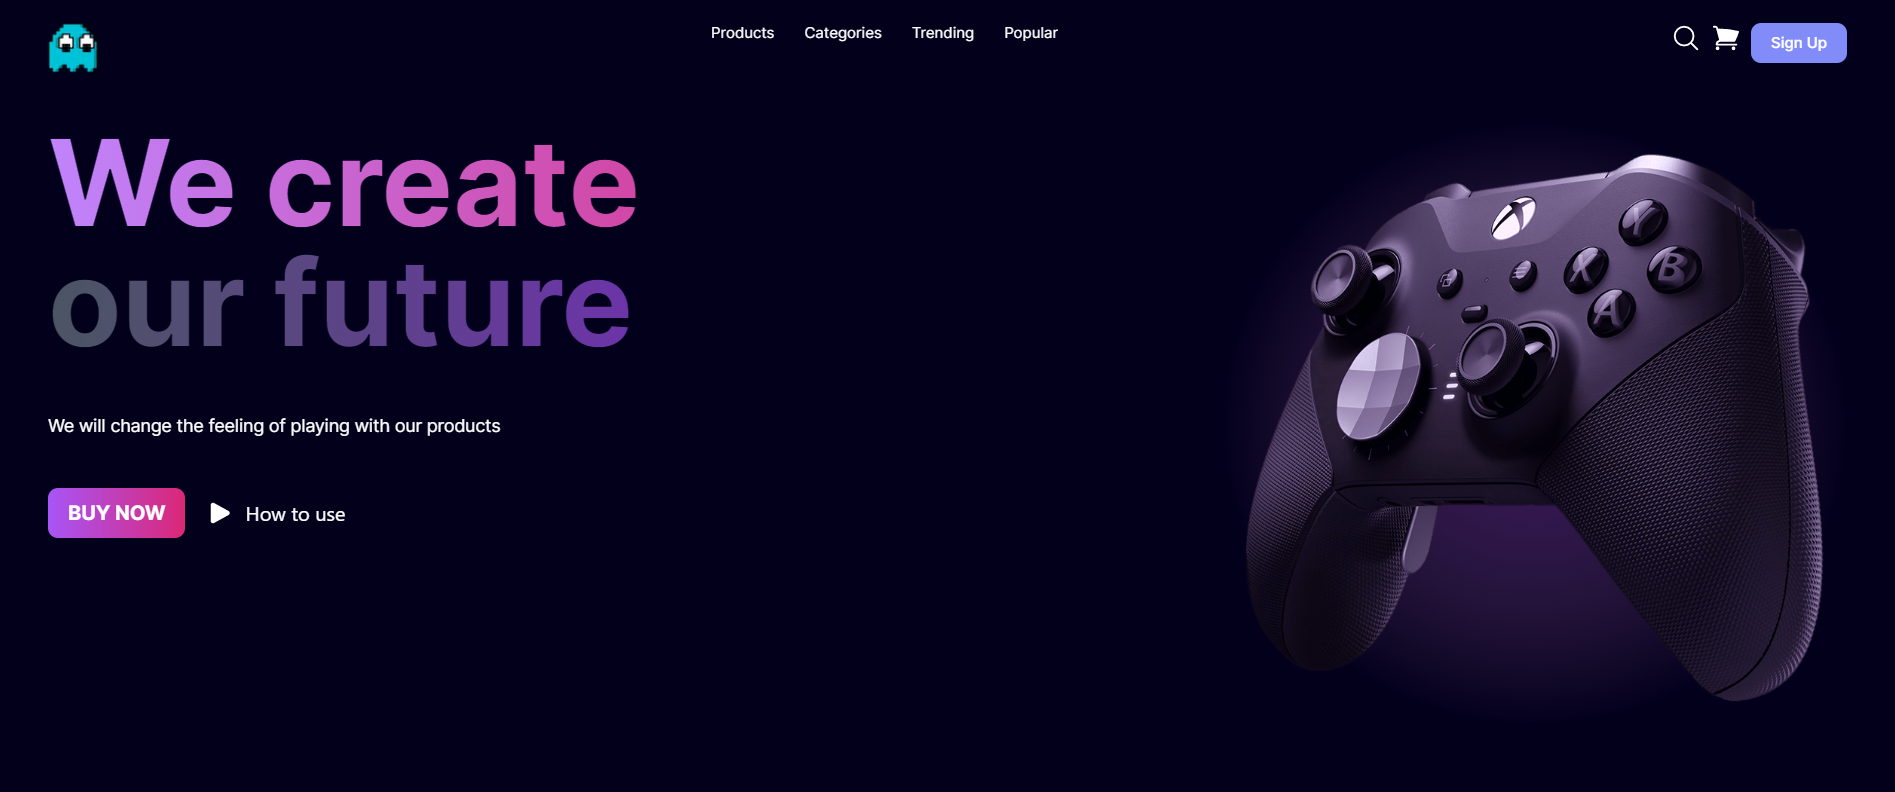 Products Categories Trending Popular Sign Up
We create
our future
We will change the feeling of playing with our products
BUY NOW How to use
Y
X B
A